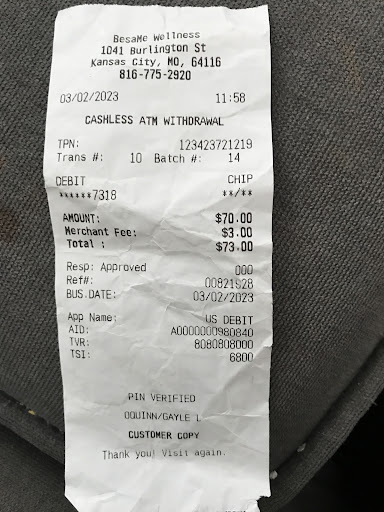 BesaMe Wellness
1041 Burlington St
Kansas City, MO, 64116
816-775-2920
03/02/2023 11:58
CASHLESS ATM WITHDRAWAL
TPN: 123423721219
Trans #: 10 Batch #: 14
DEBIT CHIP
******7318 **/**
AMOUNT: $70.00
Merchant Fee: $3.00
Total : $73.00
Resp: Approved 000
Ref#: 00821828
BUS.DATE: 03/02/2023
App Name: US DEBIT
AID: A0000000980840
TVR: 8080808000
TSI: 6800
PIN VERIFIED
OQUINN/GAYLE L
CUSTOMER COPY
Thank you! Visit again.